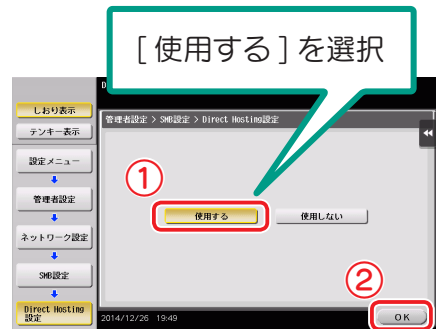 [使用する]を選択
しおり表示
テンキー表示
管理者設定 > SMB設定 > Direct Hosting設定
設定メニュー
管理者設定
ネットワーク設定
SMB設定
Direct Hosting
設定
①
使用する
使用しない
②
2014/12/26 19:49
OK